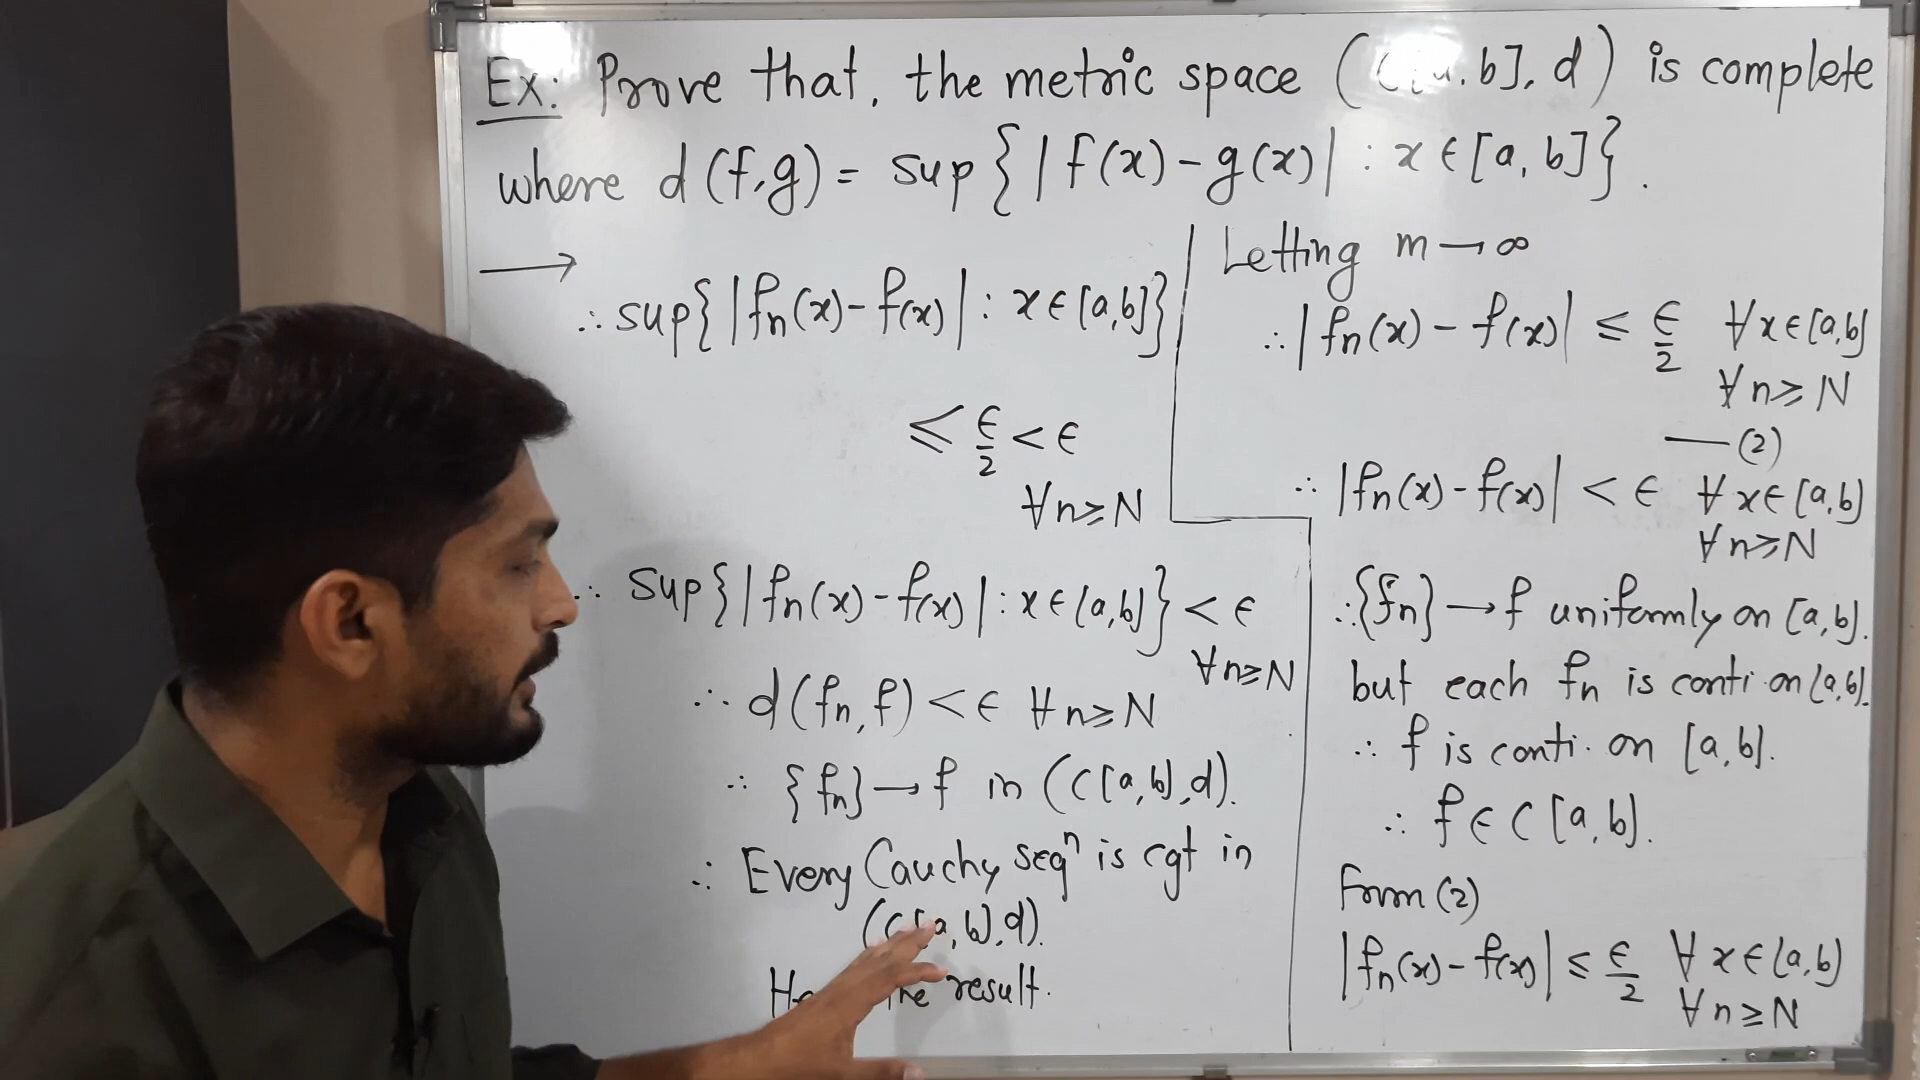 Ex: Prove that, the metric space ( [a, b], d) is complete
where d(f,g) = sup{|f(x)-g(x)| : x ∈ [a, b]}.
→
∴ sup{|fn(x)-f(x)| : x ∈ [a,b]}
≤ ϵ/2 < ϵ
∀n≥N
∴ Sup{|fn(x)-f(x)| : x ∈ [a,b]} < ϵ
∀n≥N
∴ d(fn,f) < ϵ ∀n≥N
∴ {fn} → f in (C[a,b],d).
∴ Every Cauchy seqⁿ is cgt in
(C[a,b],d).
the result.
Letting m → ∞
∴ |fn(x) - f(x)| ≤ ϵ/2 ∀x∈[a,b]
∀n≥N
—(2)
∴ |fn(x)-f(x)| < ϵ ∀x∈[a,b]
∀n≥N
∴ {fn} → f uniformly on [a,b].
but each fn is conti. on [a,b].
∴ f is conti. on [a,b].
∴ f ∈ C[a,b].
Form (2)
|fn(x)-f(x)| ≤ ϵ/2 ∀x∈[a,b]
∀n≥N